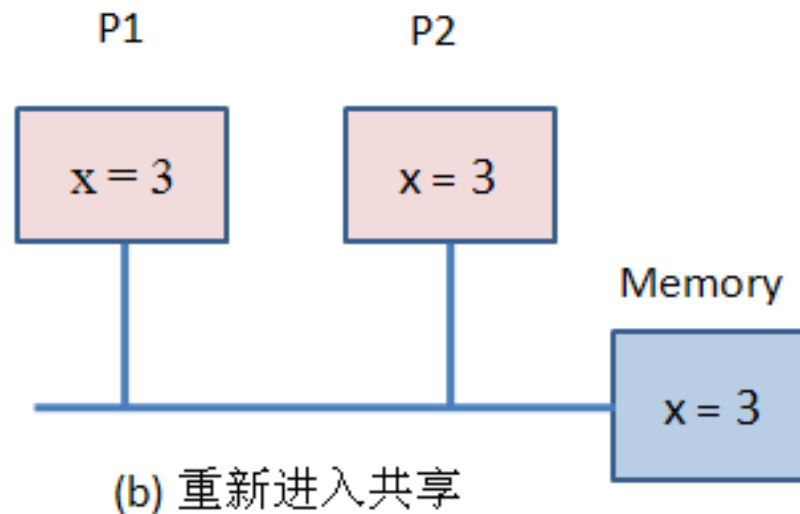 P1 P2
x = 3 x = 3
Memory
x = 3
(b) 重新进入共享